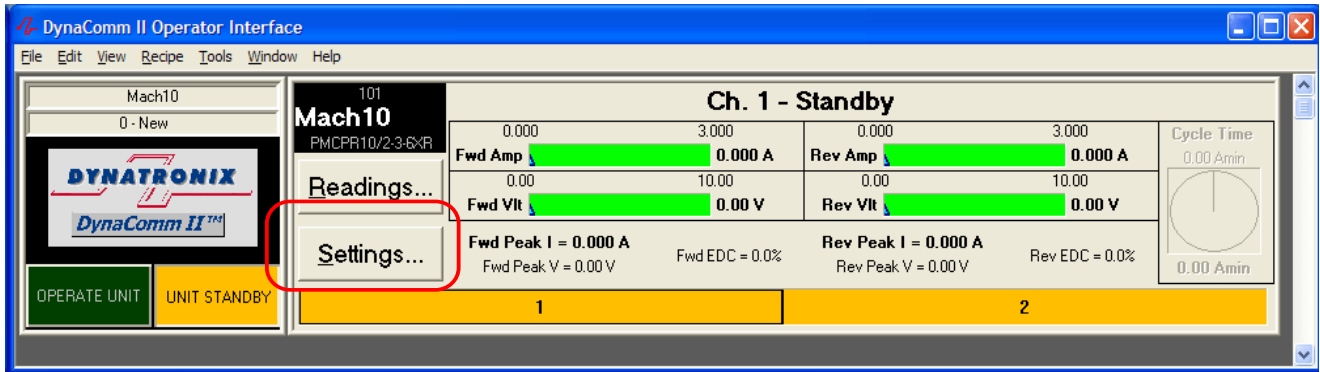 DynaComm II Operator Interface
File Edit View Recipe Tools Window Help
Mach10
0 - New
DYNATRONIX
DynaComm II™
OPERATE UNIT
UNIT STANDBY
101
Mach10
PMCPR10/2-3-6XR
Readings...
Settings...
Ch. 1 - Standby
0.000 3.000 0.000 3.000
Fwd Amp 0.000 A Rev Amp 0.000 A
0.00 10.00 0.00 10.00
Fwd Vlt 0.00 V Rev Vlt 0.00 V
Fwd Peak I = 0.000 A Rev Peak I = 0.000 A
Fwd EDC = 0.0% Rev EDC = 0.0%
Fwd Peak V = 0.00 V Rev Peak V = 0.00 V
Cycle Time
0.00 Amin
0.00 Amin
1 2